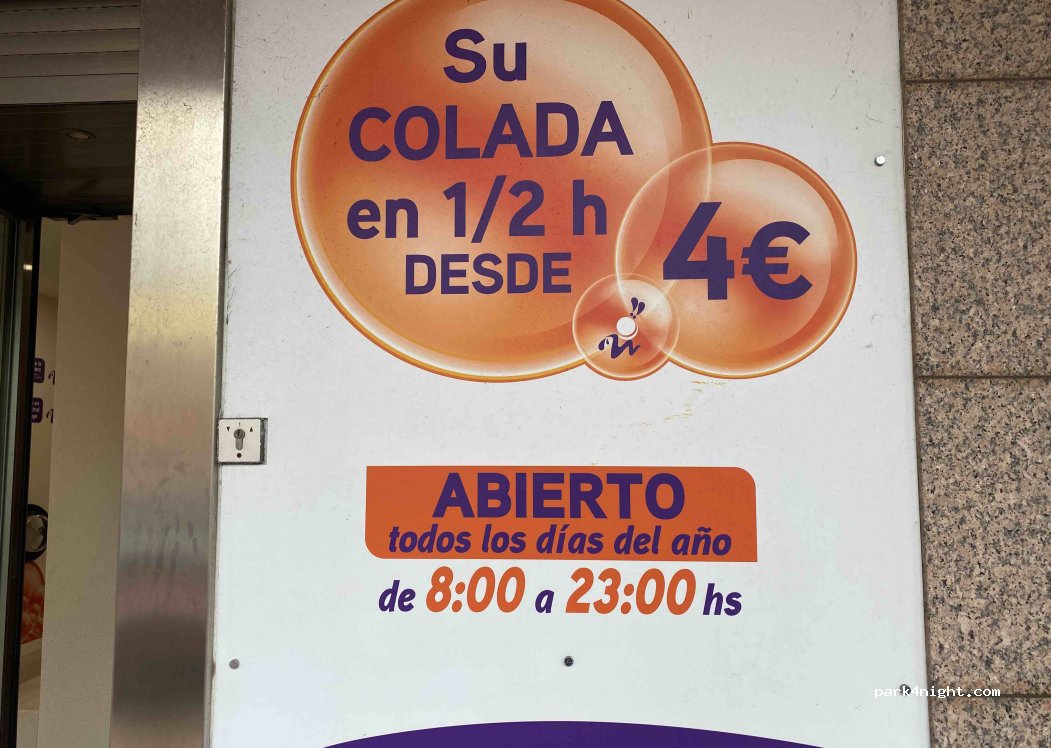 Su
COLADA
en 1/2 h
DESDE
4€
ABIERTO
todos los días del año
de 8:00 a 23:00 hs
park4night.com